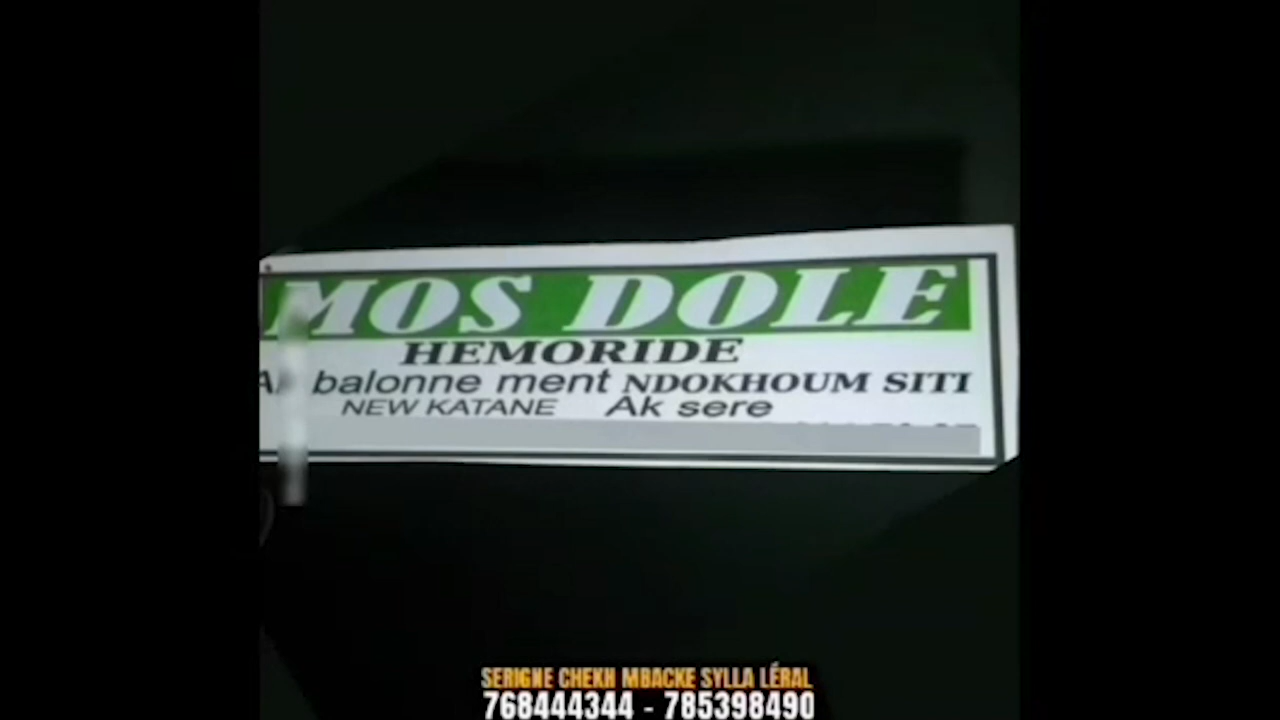 MOS DOLE
HEMORIDE
balonne ment NDOKHOUM SITI
NEW KATANE Ak sere
SERIGNE CHEKH MBACKE SYLLA LÉRAL
768444344 - 785398490